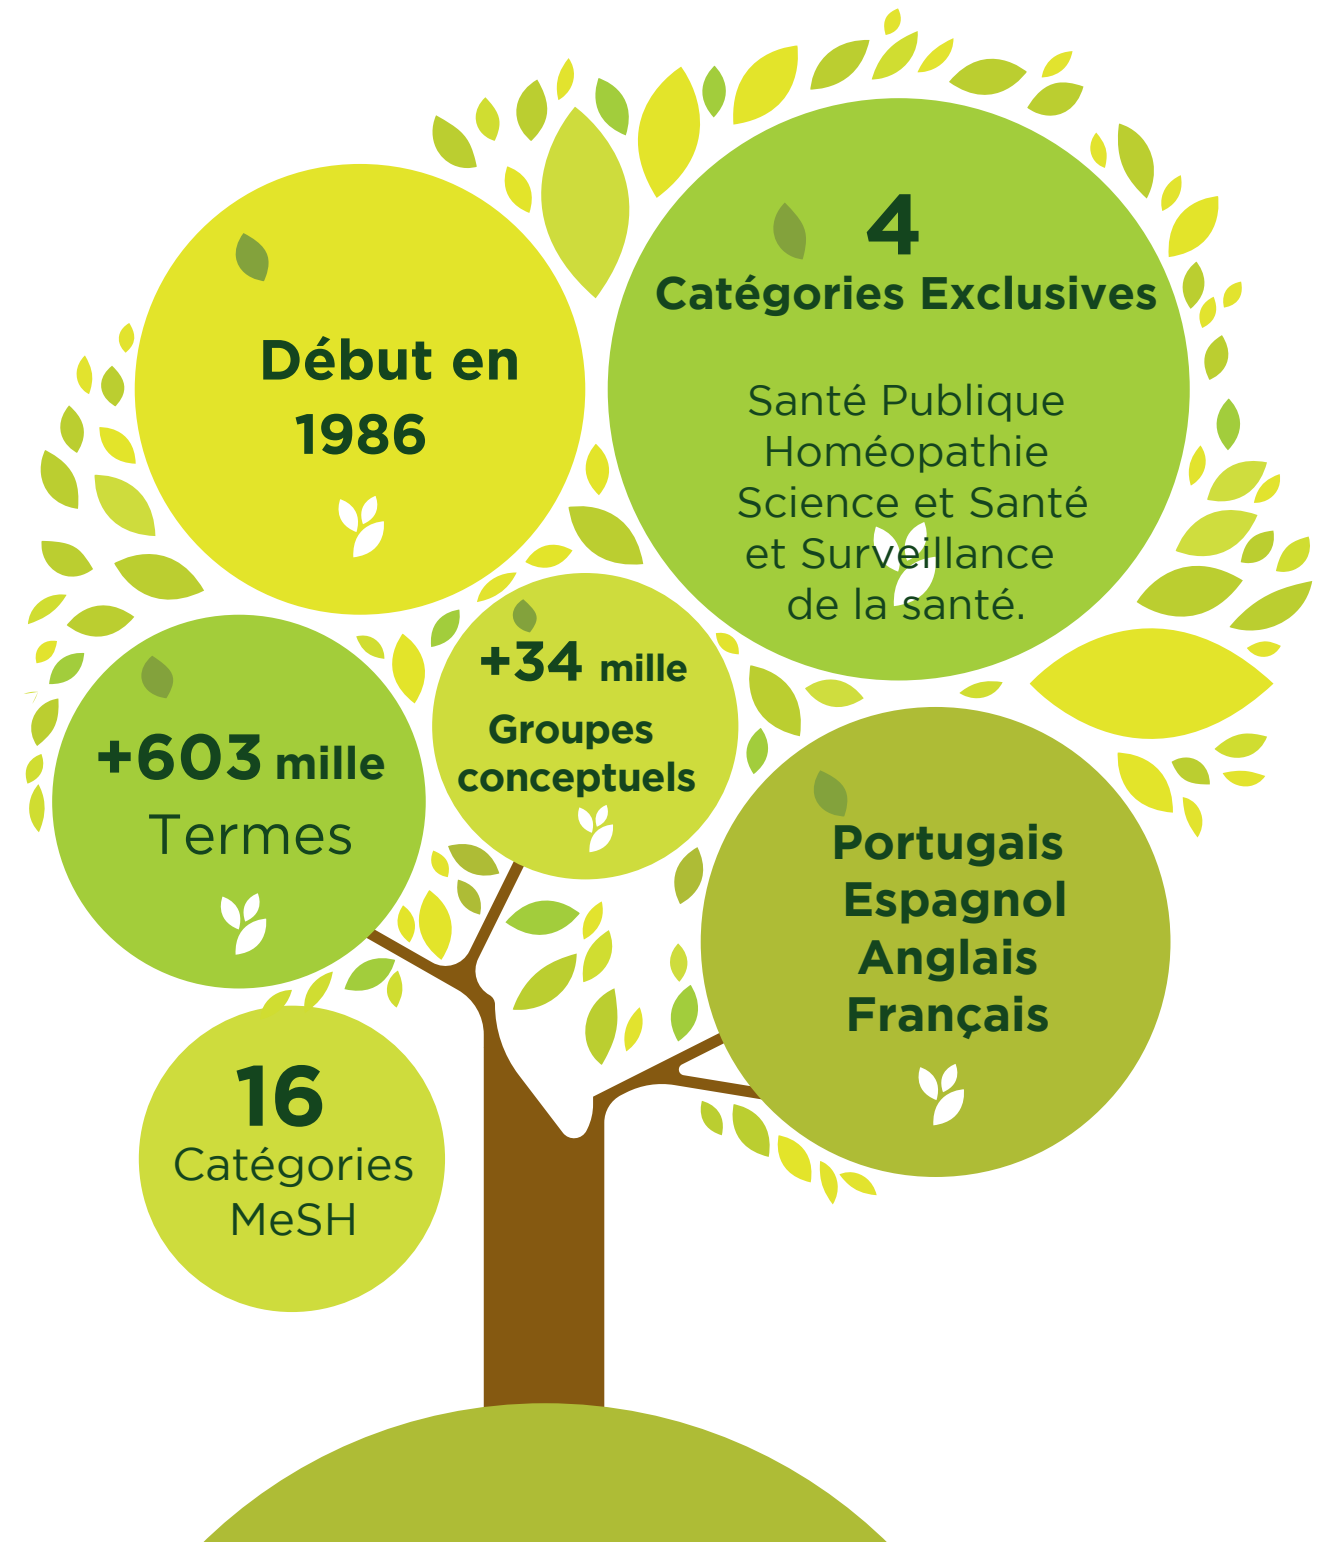 Début en
1986
4
Catégories Exclusives
Santé Publique
Homéopathie
Science et Santé
et Surveillance
de la santé.
+34 mille
Groupes
conceptuels
+603 mille
Termes
Portugais
Espagnol
Anglais
Français
16
Catégories
MeSH